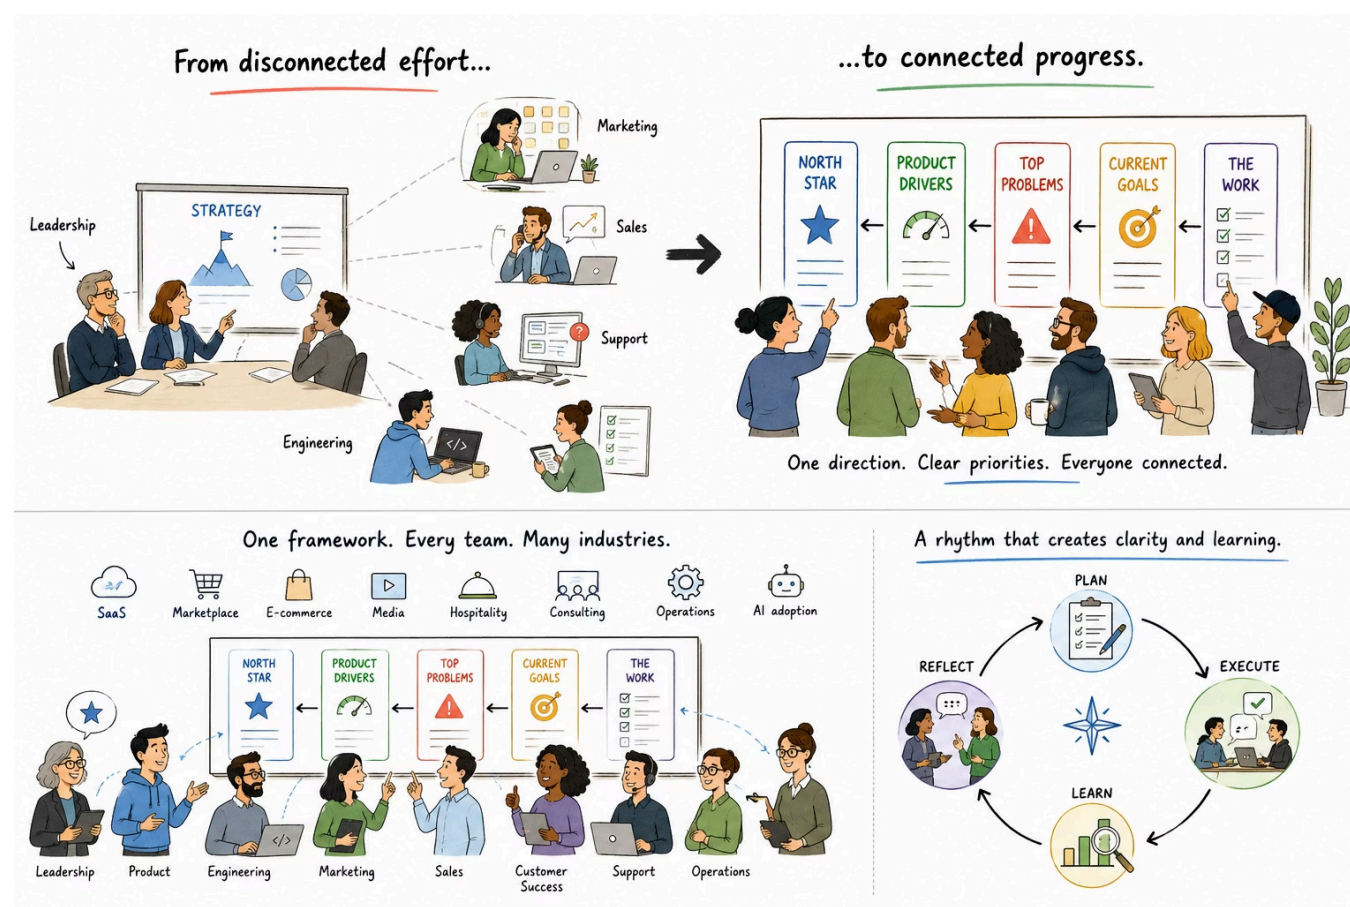 From disconnected effort...
Leadership
STRATEGY
Marketing
Sales
?
Support
Engineering
</>
...to connected progress.
NORTH
STAR
PRODUCT
DRIVERS
TOP
PROBLEMS
CURRENT
GOALS
THE
WORK
One direction. Clear priorities. Everyone connected.
One framework. Every team. Many industries.
SaaS
Marketplace
E-commerce
Media
Hospitality
Consulting
Operations
AI adoption
NORTH
STAR
PRODUCT
DRIVERS
TOP
PROBLEMS
CURRENT
GOALS
THE
WORK
</>
Leadership
Product
Engineering
Marketing
Sales
Customer
Success
Support
Operations
A rhythm that creates clarity and learning.
PLAN
REFLECT
EXECUTE
LEARN